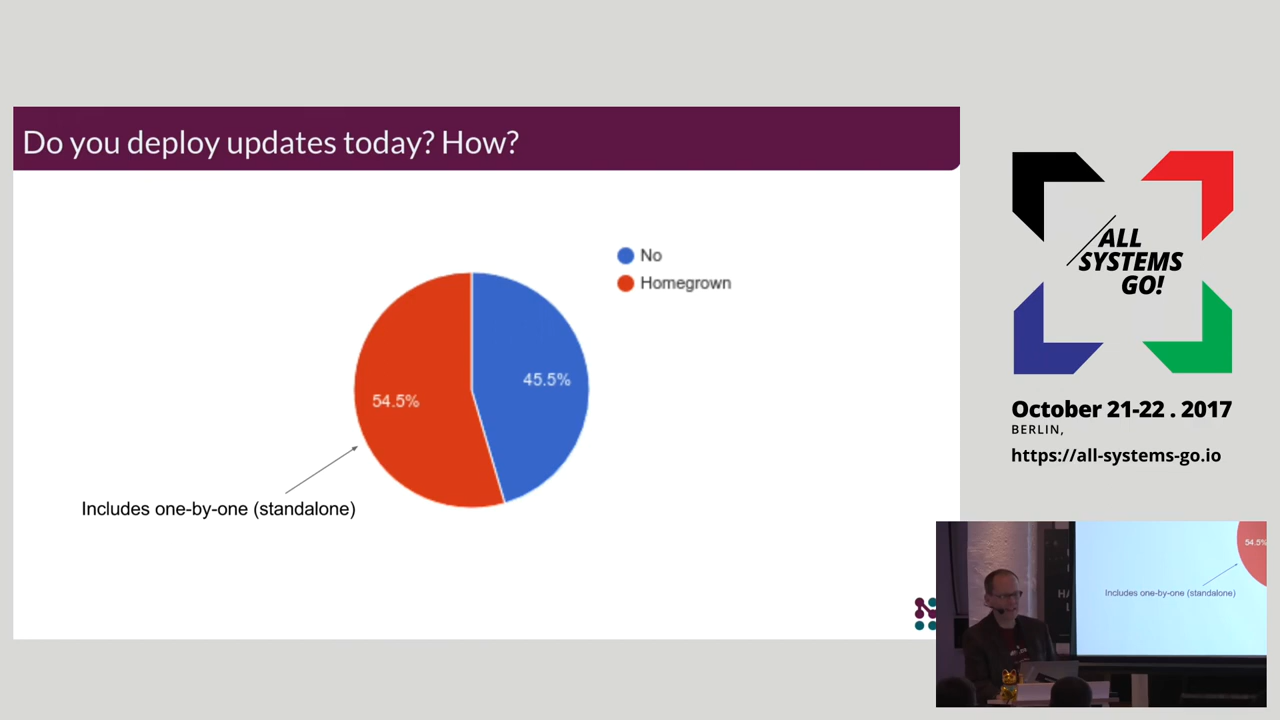 Do you deploy updates today? How?
No
Homegrown
45.5%
54.5%
Includes one-by-one (standalone)
ALL
SYSTEMS
GO!
October 21-22 . 2017
BERLIN,
https://all-systems-go.io
54.5%
Includes one-by-one (standalone)